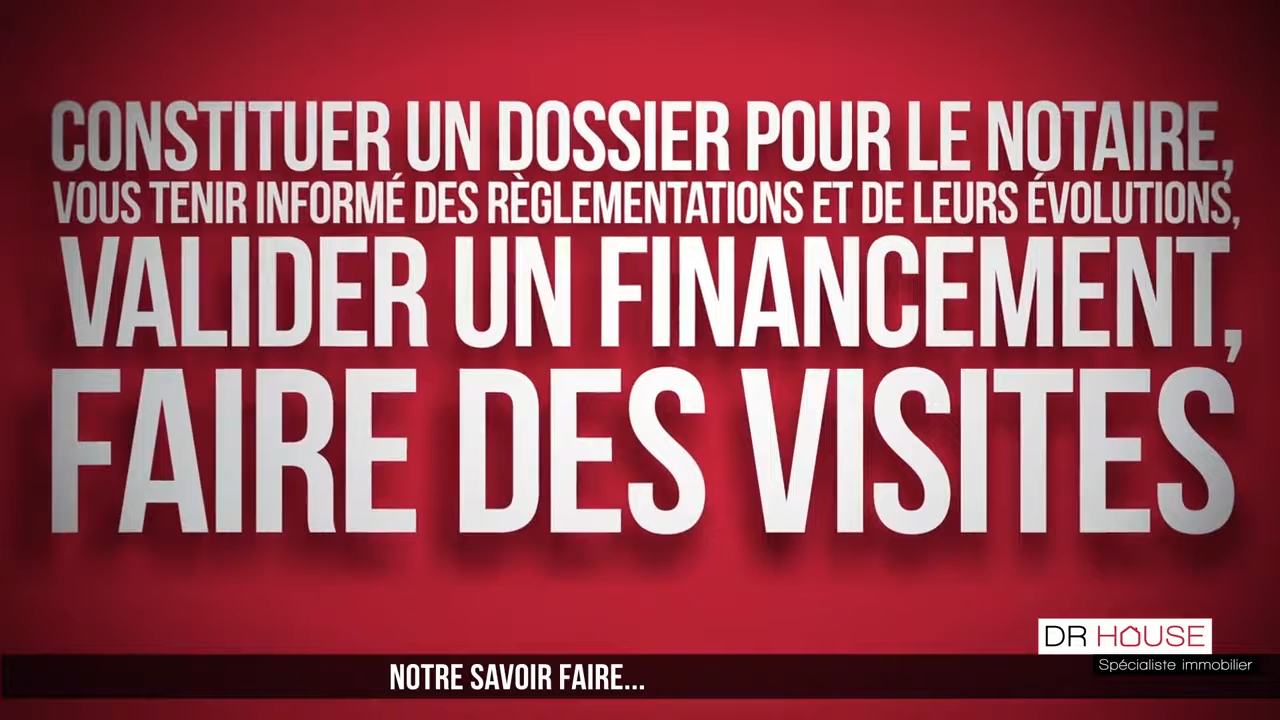 CONSTITUER UN DOSSIER POUR LE NOTAIRE,
VOUS TENIR INFORMÉ DES RÈGLEMENTATIONS ET DE LEURS ÉVOLUTIONS,
VALIDER UN FINANCEMENT,
FAIRE DES VISITES
DR HOUSE
Spécialiste immobilier
NOTRE SAVOIR FAIRE...